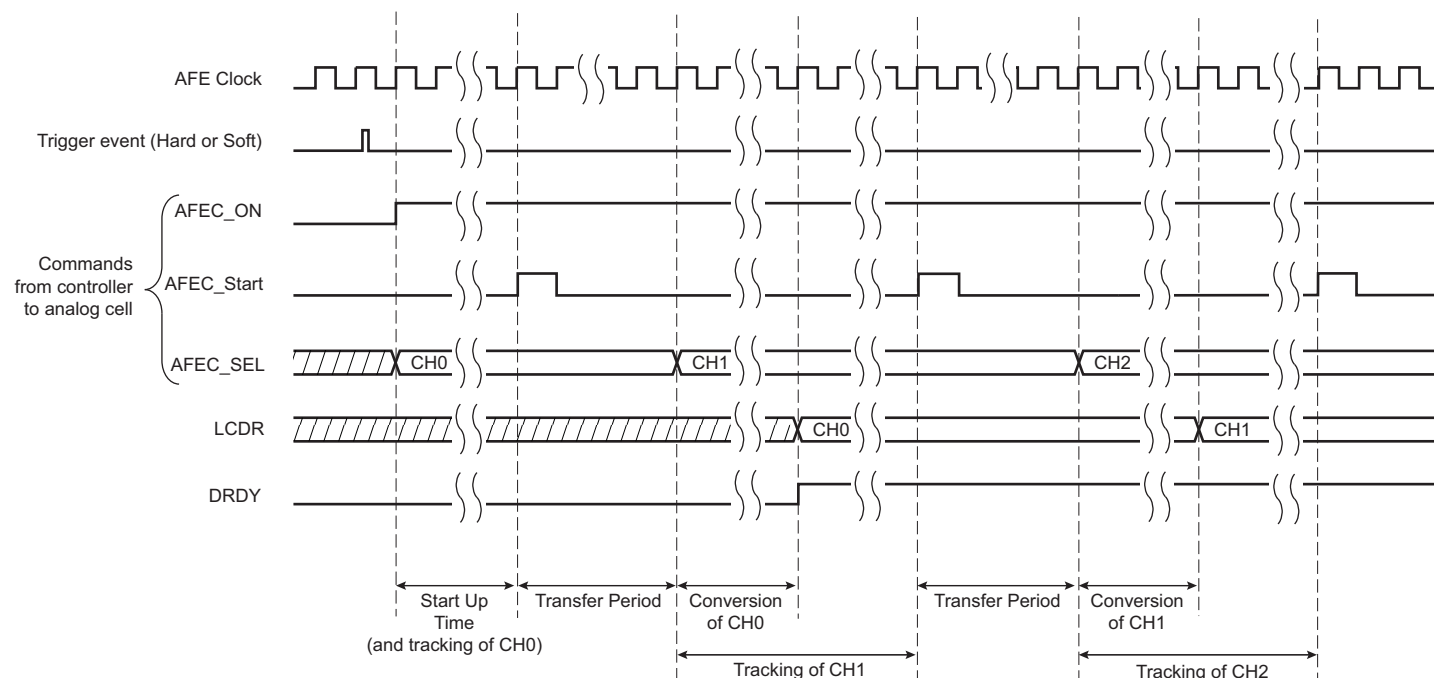 AFE Clock
Trigger event (Hard or Soft)
AFEC_ON
Commands
from controller
to analog cell
AFEC_Start
AFEC_SEL
CH0
CH1
CH2
LCDR
CH0
CH1
DRDY
Start Up
Time
(and tracking of CH0)
Transfer Period
Conversion
of CH0
Transfer Period
Conversion
of CH1
Tracking of CH1
Tracking of CH2